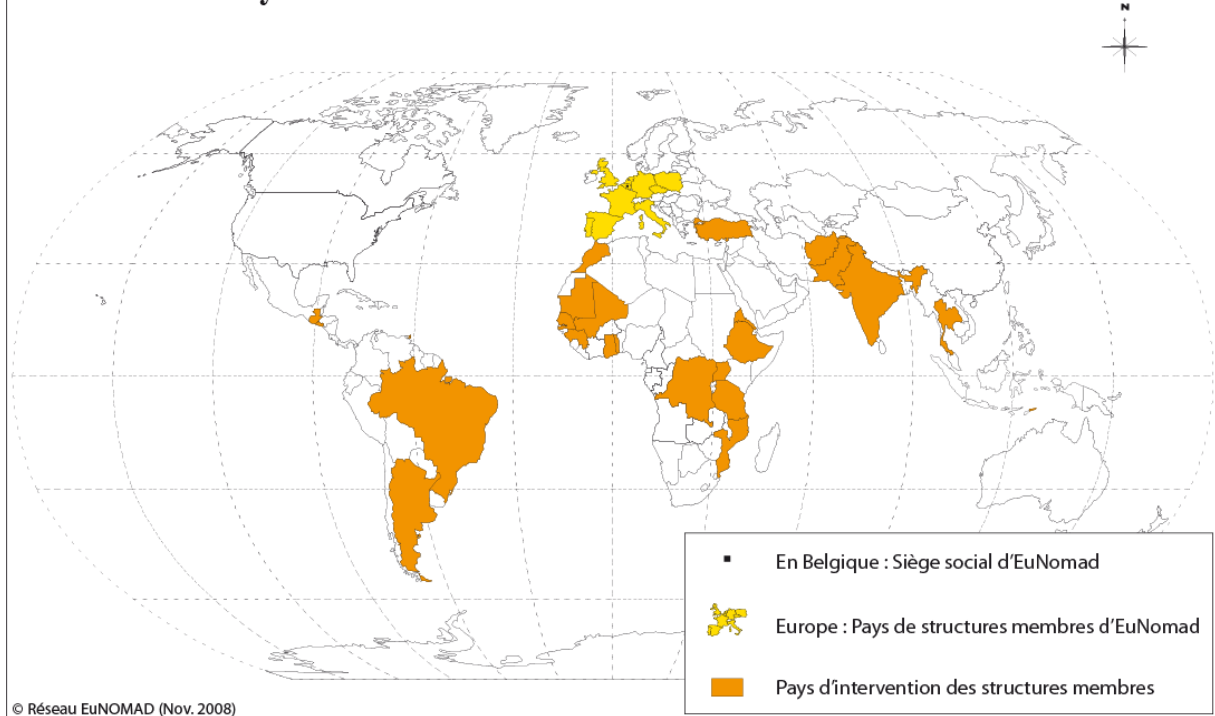 N
En Belgique : Siège social d'EuNomad
Europe : Pays de structures membres d'EuNomad
Pays d'intervention des structures membres
© Réseau EuNOMAD (Nov. 2008)